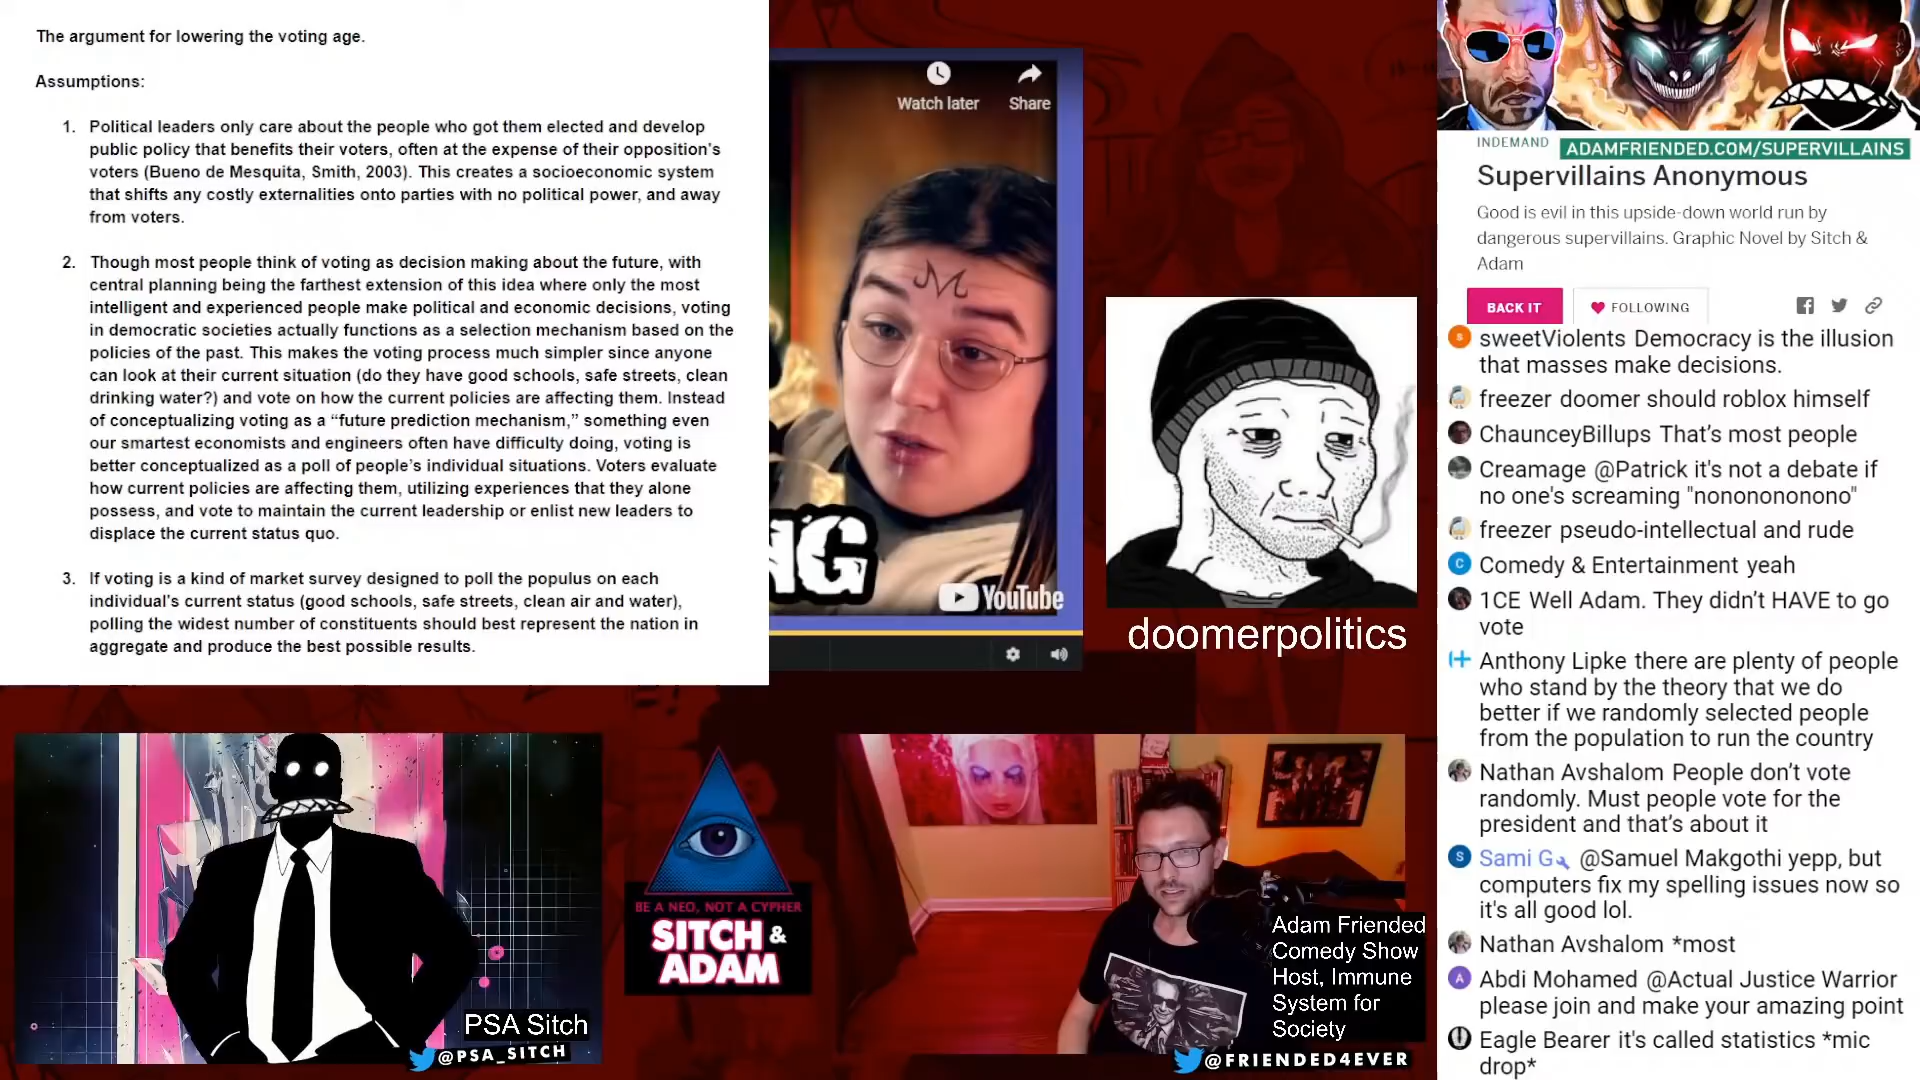 The argument for lowering the voting age.
Assumptions:
1. Political leaders only care about the people who got them elected and develop
public policy that benefits their voters, often at the expense of their opposition's
voters (Bueno de Mesquita, Smith, 2003). This creates a socioeconomic system
that shifts any costly externalities onto parties with no political power, and away
from voters.
2. Though most people think of voting as decision making about the future, with
central planning being the farthest extension of this idea where only the most
intelligent and experienced people make political and economic decisions, voting
in democratic societies actually functions as a selection mechanism based on the
policies of the past. This makes the voting process much simpler since anyone
can look at their current situation (do they have good schools, safe streets, clean
drinking water?) and vote on how the current policies are affecting them. Instead
of conceptualizing voting as a “future prediction mechanism,” something even
our smartest economists and engineers often have difficulty doing, voting is
better conceptualized as a poll of people’s individual situations. Voters evaluate
how current policies are affecting them, utilizing experiences that they alone
possess, and vote to maintain the current leadership or enlist new leaders to
displace the current status quo.
3. If voting is a kind of market survey designed to poll the populus on each
individual's current status (good schools, safe streets, clean air and water),
polling the widest number of constituents should best represent the nation in
aggregate and produce the best possible results.
Watch later
Share
NG
YouTube
doomerpolitics
INDEMAND
ADAMFRIENDED.COM/SUPERVILLAINS
Supervillains Anonymous
Good is evil in this upside-down world run by
dangerous supervillains. Graphic Novel by Sitch &
Adam
BACK IT
FOLLOWING
sweetViolents Democracy is the illusion
that masses make decisions.
freezer doomer should roblox himself
ChaunceyBillups That’s most people
Creamage @Patrick it's not a debate if
no one's screaming "nonononono­no"
freezer pseudo-intellectual and rude
Comedy & Entertainment yeah
1CE Well Adam. They didn’t HAVE to go
vote
Anthony Lipke there are plenty of people
who stand by the theory that we do
better if we randomly selected people
from the population to run the country
Nathan Avshalom People don’t vote
randomly. Must people vote for the
president and that’s about it
Sami G @Samuel Makgothi yepp, but
computers fix my spelling issues now so
it's all good lol.
Nathan Avshalom *most
Abdi Mohamed @Actual Justice Warrior
please join and make your amazing point
Eagle Bearer it's called statistics *mic
drop*
PSA Sitch
@PSA_SITCH
BE A NEO, NOT A CYPHER
SITCH &
ADAM
Adam Friended
Comedy Show
Host, Immune
System for
Society
@FRIENDED4EVER